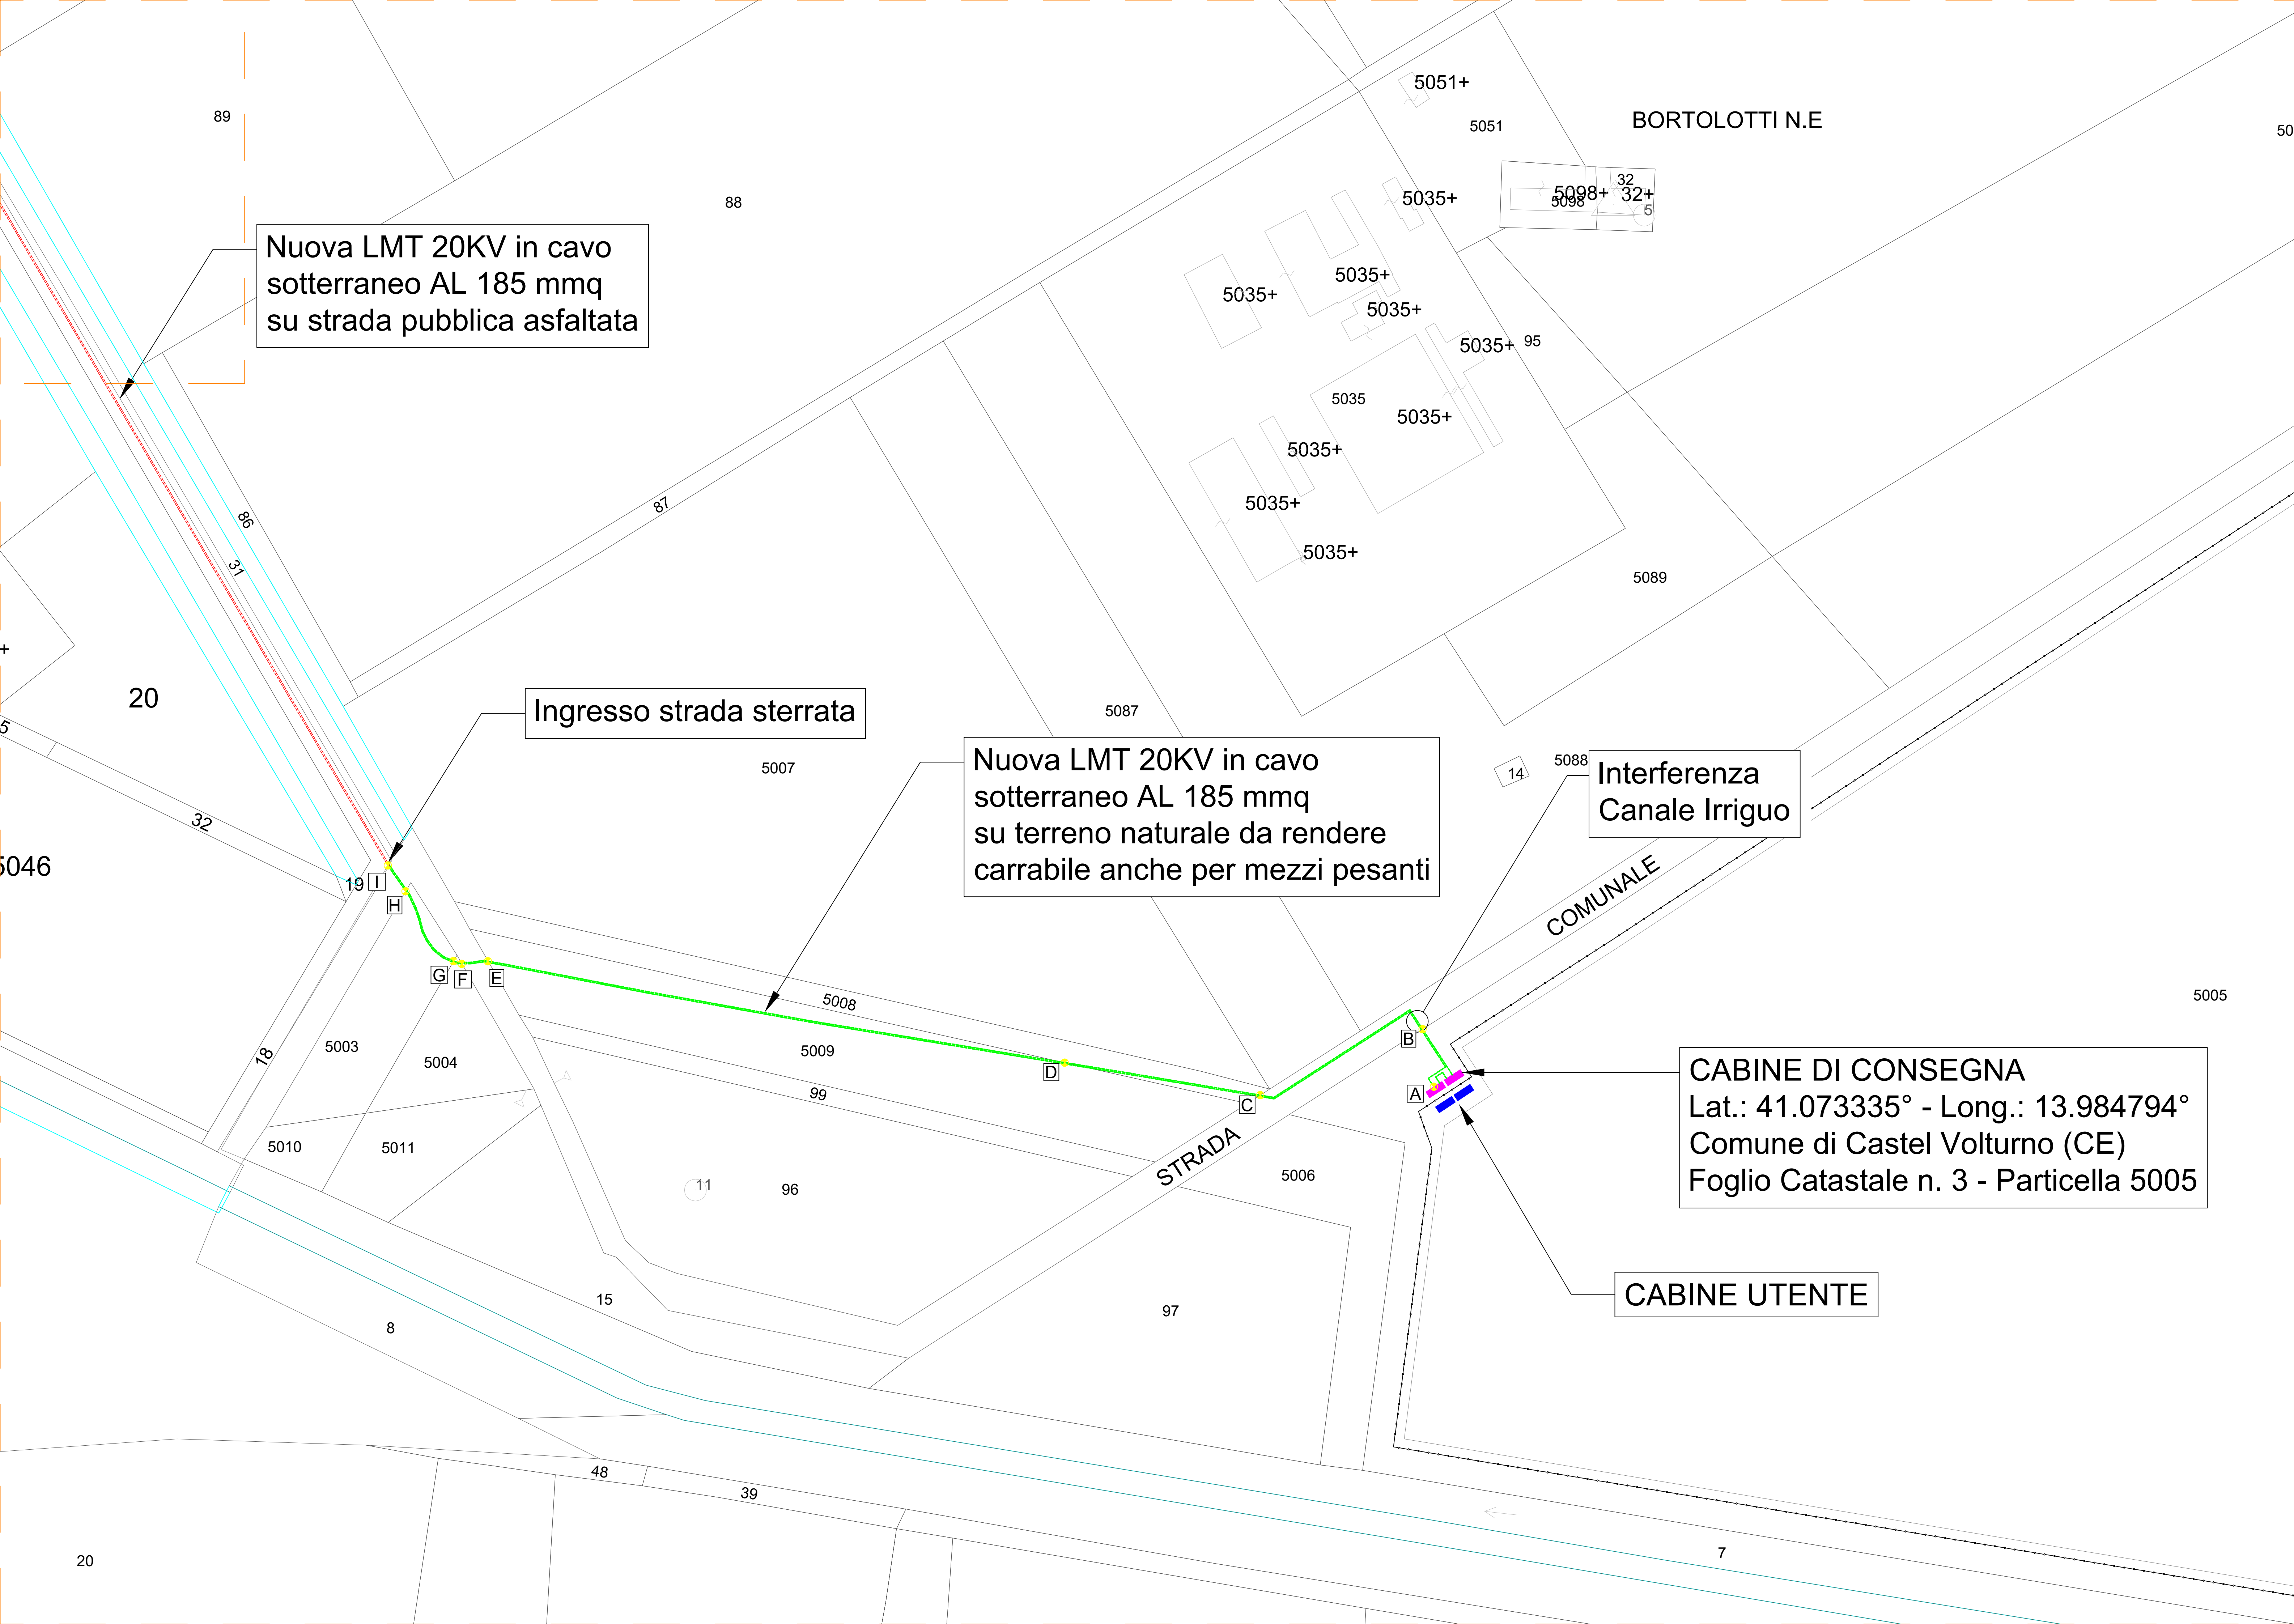 89
88
Nuova LMT 20KV in cavo
sotterraneo AL 185 mmq
su strada pubblica asfaltata
5051+
5051
BORTOLOTTI N.E
50
32
5098+
32+
5098
5
5035+
5035+
5035+
5035+
5035+
95
5035
5035+
5035+
5035+
5035+
87
86
31
5089
20
Ingresso strada sterrata
5087
5007
Nuova LMT 20KV in cavo
sotterraneo AL 185 mmq
su terreno naturale da rendere
carrabile anche per mezzi pesanti
14
5088
Interferenza
Canale Irriguo
+
5
32
5046
19
I
H
G
F
E
COMUNALE
5005
5008
5009
D
C
B
A
99
18
5003
5004
5010
5011
STRADA
5006
CABINE DI CONSEGNA
Lat.: 41.073335° - Long.: 13.984794°
Comune di Castel Volturno (CE)
Foglio Catastale n. 3 - Particella 5005
CABINE UTENTE
11
96
97
15
8
48
39
20
7